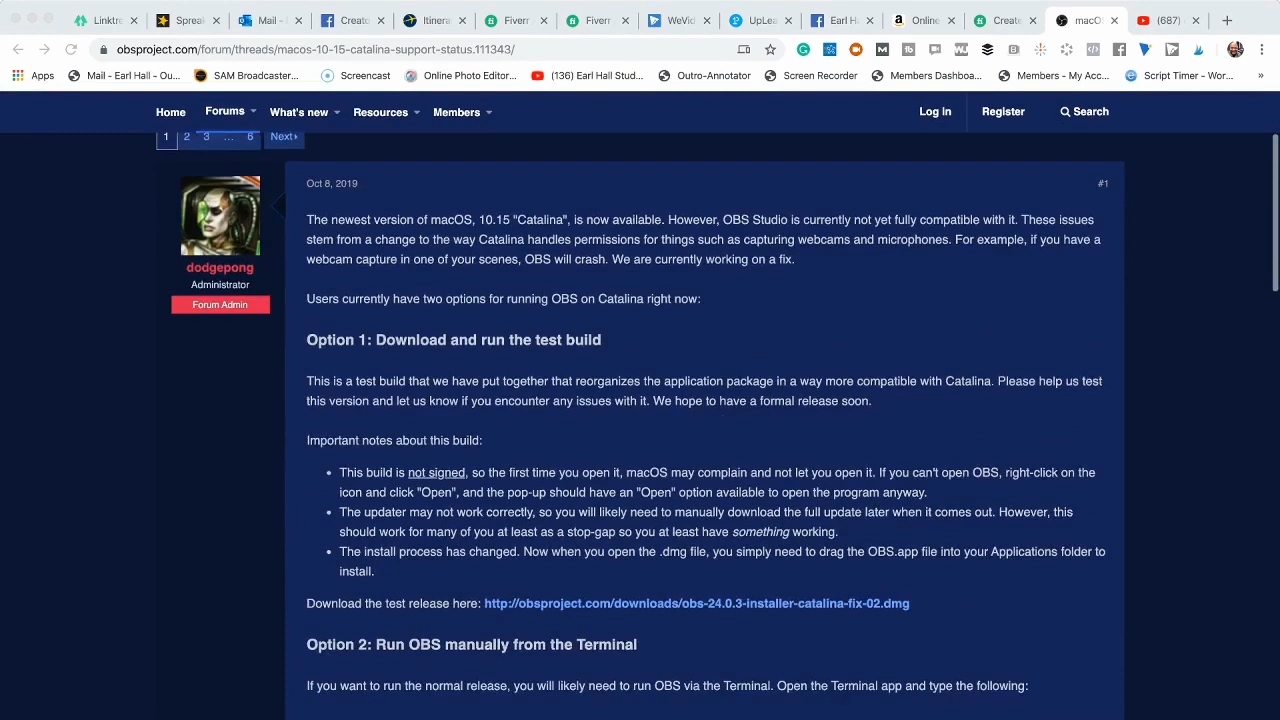 Linktre Spreak Mail - Creato Itinera Fiverr Fiverr WeVid UpLea Earl Ha Online Create macO (687)
obsproject.com/forum/threads/macos-10-15-catalina-support-status.111343/
Apps Mail - Earl Hall - Ou... SAM Broadcaster... Screencast Online Photo Editor... (136) Earl Hall Stud... Outro-Annotator Screen Recorder Members Dashboa... Members - My Acc... Script Timer - Wor... »
Home Forums What's new Resources Members Log in Register Search
1 2 3 ... 6 Next
Oct 8, 2019 #1
dodgepong
Administrator
Forum Admin
The newest version of macOS, 10.15 "Catalina", is now available. However, OBS Studio is currently not yet fully compatible with it. These issues
stem from a change to the way Catalina handles permissions for things such as capturing webcams and microphones. For example, if you have a
webcam capture in one of your scenes, OBS will crash. We are currently working on a fix.
Users currently have two options for running OBS on Catalina right now:
Option 1: Download and run the test build
This is a test build that we have put together that reorganizes the application package in a way more compatible with Catalina. Please help us test
this version and let us know if you encounter any issues with it. We hope to have a formal release soon.
Important notes about this build:
• This build is not signed, so the first time you open it, macOS may complain and not let you open it. If you can't open OBS, right-click on the
icon and click "Open", and the pop-up should have an "Open" option available to open the program anyway.
• The updater may not work correctly, so you will likely need to manually download the full update later when it comes out. However, this
should work for many of you at least as a stop-gap so you at least have something working.
• The install process has changed. Now when you open the .dmg file, you simply need to drag the OBS.app file into your Applications folder to
install.
Download the test release here: http://obsproject.com/downloads/obs-24.0.3-installer-catalina-fix-02.dmg
Option 2: Run OBS manually from the Terminal
If you want to run the normal release, you will likely need to run OBS via the Terminal. Open the Terminal app and type the following: